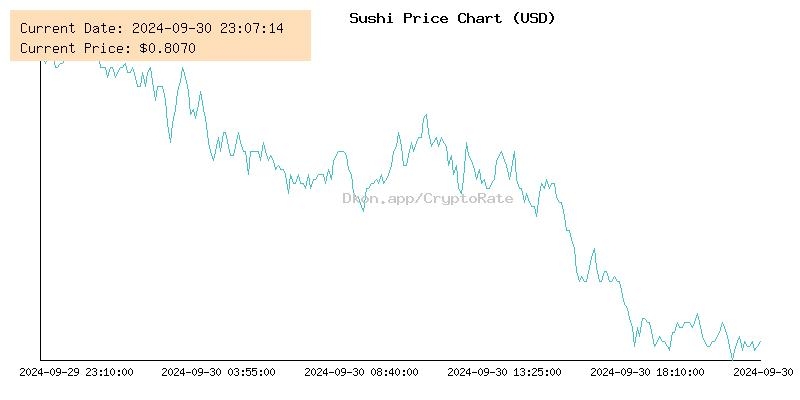 Sushi Price Chart (USD)
Current Date: 2024-09-30 23:07:14
Current Price: $0.8070
Dkon.app/CryptoRate
2024-09-29 23:10:00 2024-09-30 03:55:00 2024-09-30 08:40:00 2024-09-30 13:25:00 2024-09-30 18:10:00 2024-09-30